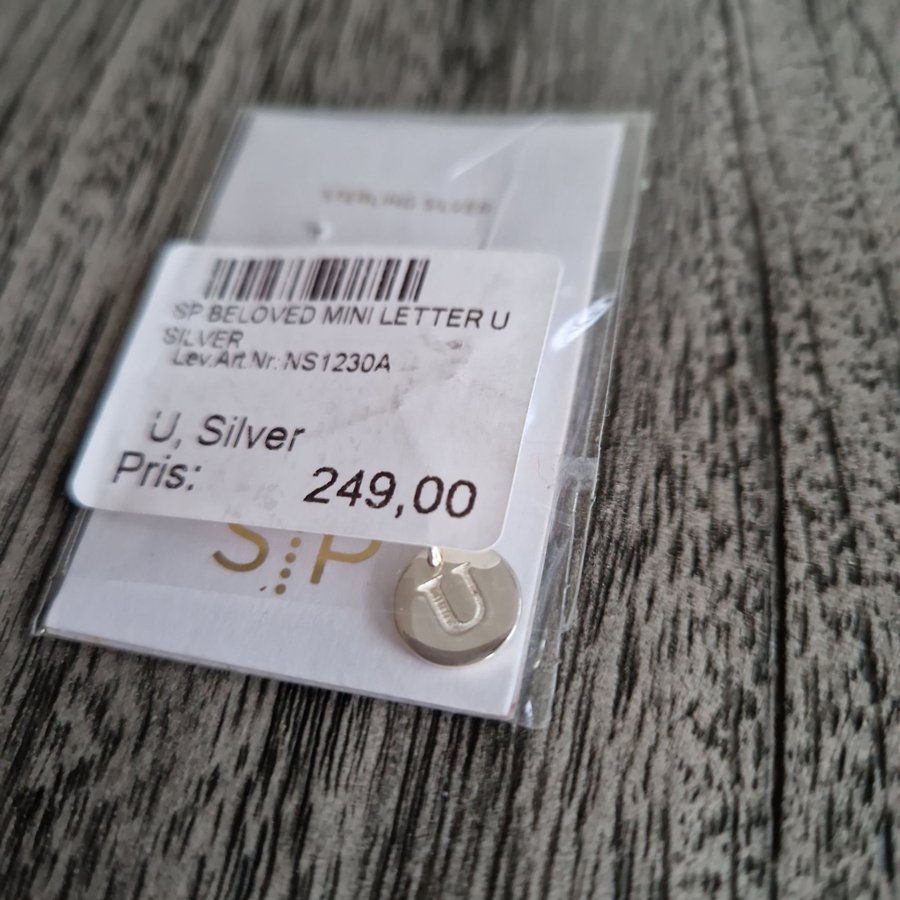 STERLING SILVER
SP BELOVED MINI LETTER U
SILVER
Lev.Art.Nr: NS1230A
U, Silver
Pris: 249,00
S P
U